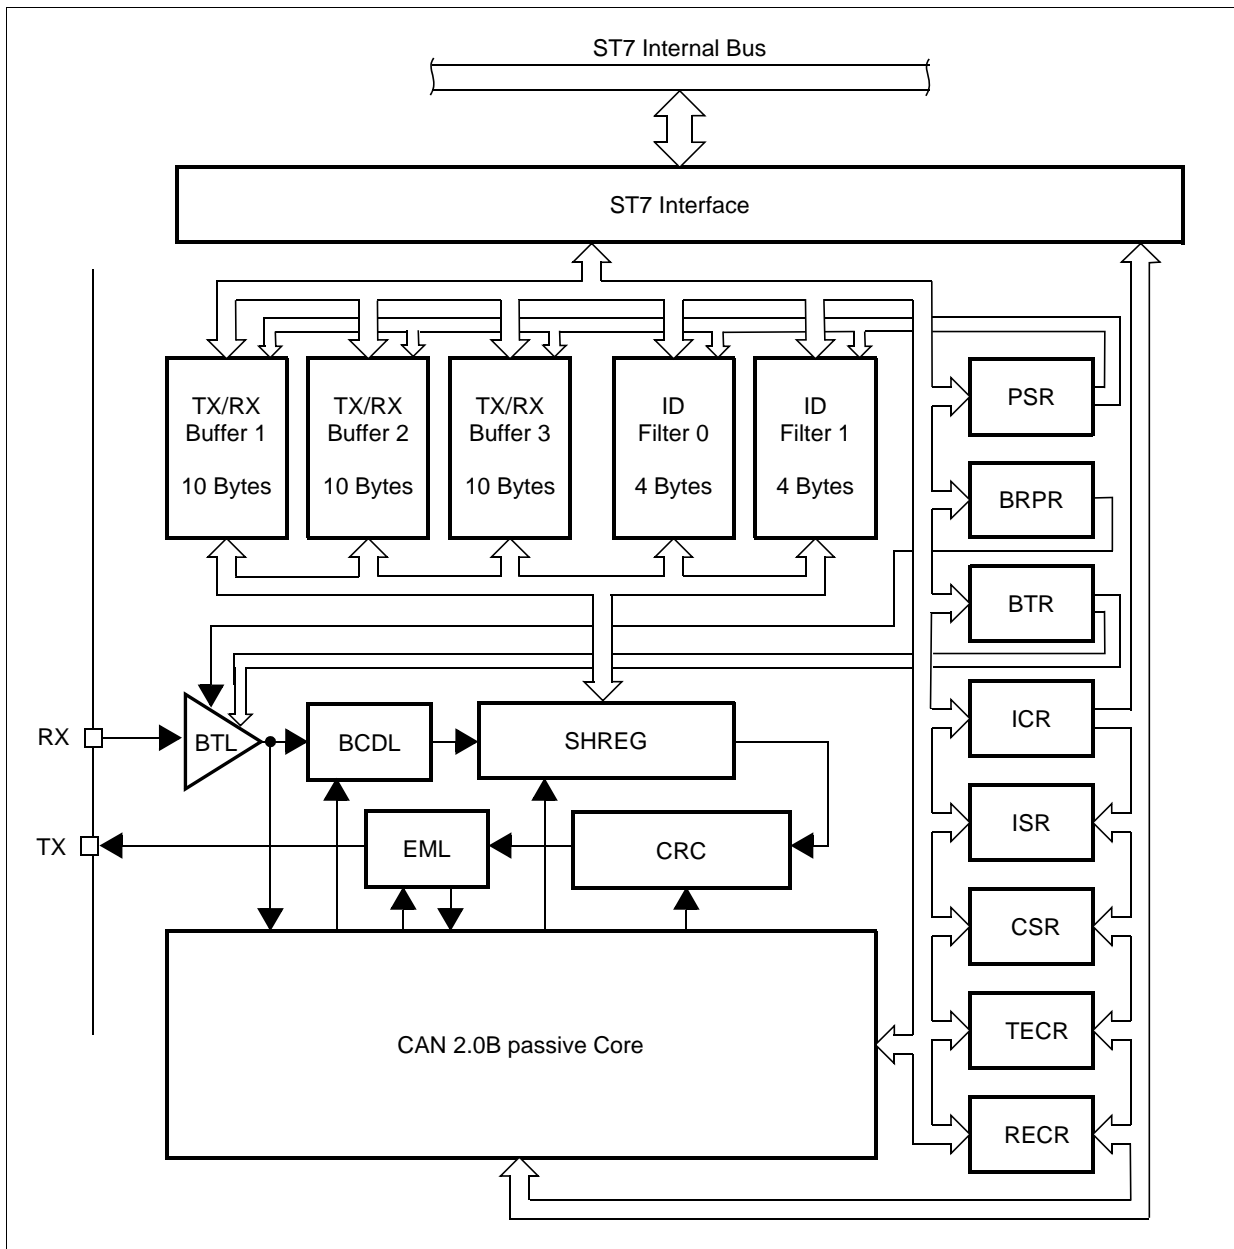 ST7 Internal Bus
ST7 Interface
TX/RX
Buffer 1
10 Bytes
TX/RX
Buffer 2
10 Bytes
TX/RX
Buffer 3
10 Bytes
ID
Filter 0
4 Bytes
ID
Filter 1
4 Bytes
PSR
BRPR
BTR
ICR
ISR
CSR
TECR
RECR
RX
BTL
BCDL
SHREG
TX
EML
CRC
CAN 2.0B passive Core